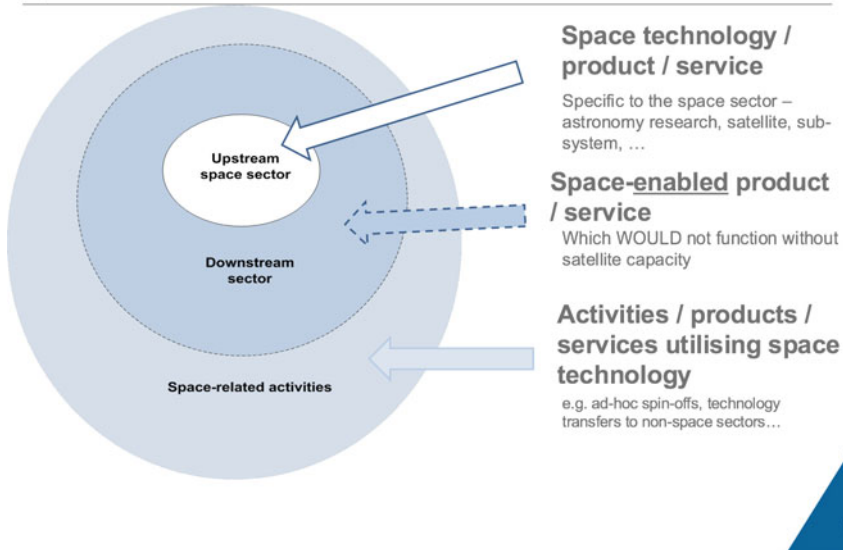 Space technology /
product / service
Specific to the space sector –
astronomy research, satellite, sub-
system, …
Upstream
space sector
Space-enabled product
/ service
Which WOULD not function without
satellite capacity
Downstream
sector
Activities / products /
services utilising space
technology
e.g. ad-hoc spin-offs, technology
transfers to non-space sectors…
Space-related activities